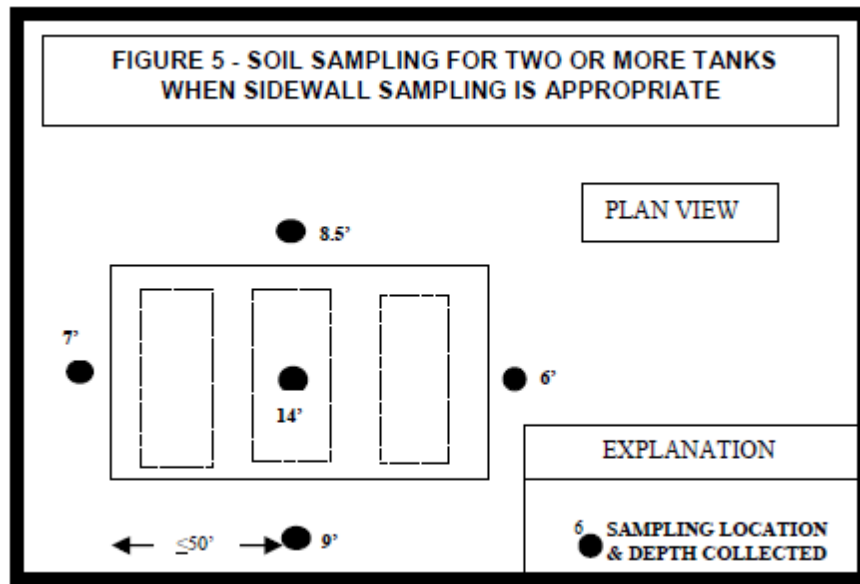 FIGURE 5 - SOIL SAMPLING FOR TWO OR MORE TANKS
WHEN SIDEWALL SAMPLING IS APPROPRIATE
PLAN VIEW
8.5’
7’
6’
14’
EXPLANATION
≤50’
9’
6
SAMPLING LOCATION
& DEPTH COLLECTED